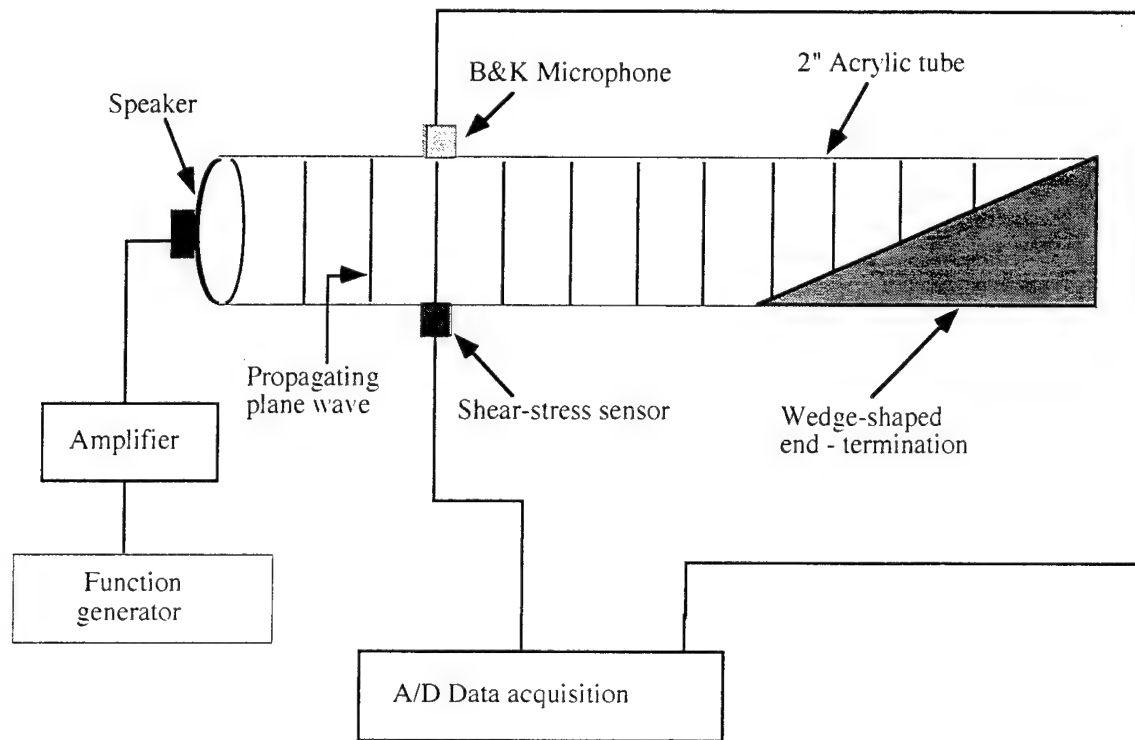 B&K Microphone
2" Acrylic tube
Speaker
Propagating
plane wave
Shear-stress sensor
Wedge-shaped
end - termination
Amplifier
Function
generator
A/D Data acquisition